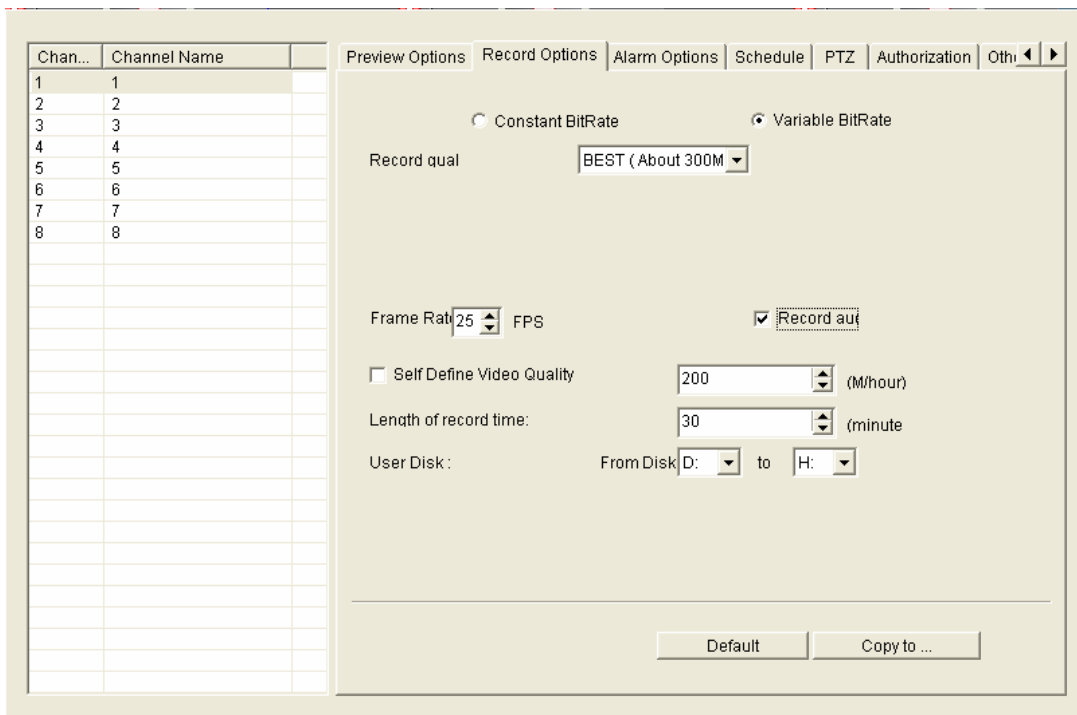 Chan... Channel Name
1 1
2 2
3 3
4 4
5 5
6 6
7 7
8 8
Preview Options Record Options Alarm Options Schedule PTZ Authorization Oth
Constant BitRate Variable BitRate
Record qual BEST ( About 300M
Frame Rat 25 FPS Record au
Self Define Video Quality 200 (M/hour)
Length of record time: 30 (minute
User Disk : From Disk D: to H:
Default Copy to ...